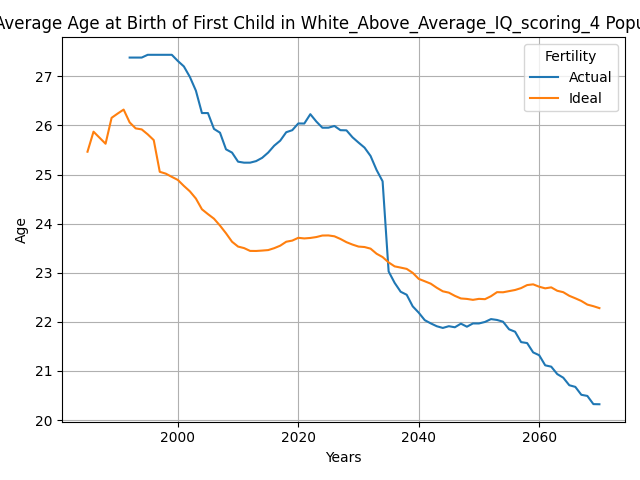 Average Age at Birth of First Child in White_Above_Average_IQ_scoring_4
Fertility
Actual
Ideal
27
26
25
24
23
22
21
20
Age
2000 2020 2040 2060
Years